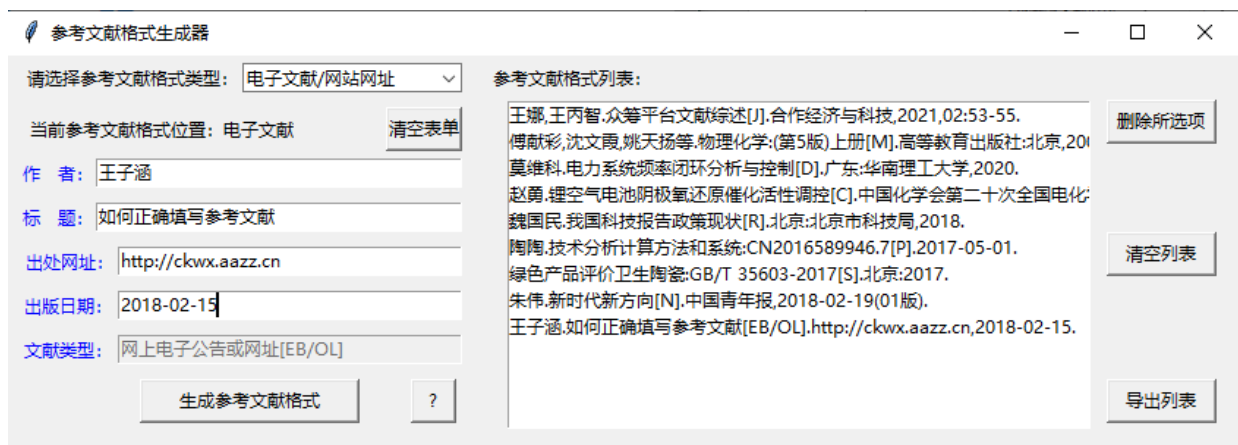 参考文献格式生成器
请选择参考文献格式类型: 电子文献/网站网址
当前参考文献格式位置: 电子文献 清空表单
作 者: 王子涵
标 题: 如何正确填写参考文献
出处网址: http://ckwx.aazz.cn
出版日期: 2018-02-15
文献类型: 网上电子公告或网址[EB/OL]
生成参考文献格式 ?
参考文献格式列表:
王娜,王丙智.众筹平台文献综述[J].合作经济与科技,2021,02:53-55.
傅献彩,沈文霞,姚天扬等.物理化学:(第5版)上册[M].高等教育出版社:北京,200
莫维科.电力系统频率闭环分析与控制[D].广东:华南理工大学,2020.
赵勇.锂空气电池阴极氧还原催化活性调控[C].中国化学会第二十次全国电化
魏国民.我国科技报告政策现状[R].北京:北京市科技局,2018.
陶陶.技术分析计算方法和系统:CN2016589946.7[P].2017-05-01.
绿色产品评价卫生陶瓷:GB/T 35603-2017[S].北京:2017.
朱伟.新时代新方向[N].中国青年报,2018-02-19(01版).
王子涵.如何正确填写参考文献[EB/OL].http://ckwx.aazz.cn,2018-02-15.
删除所选项
清空列表
导出列表